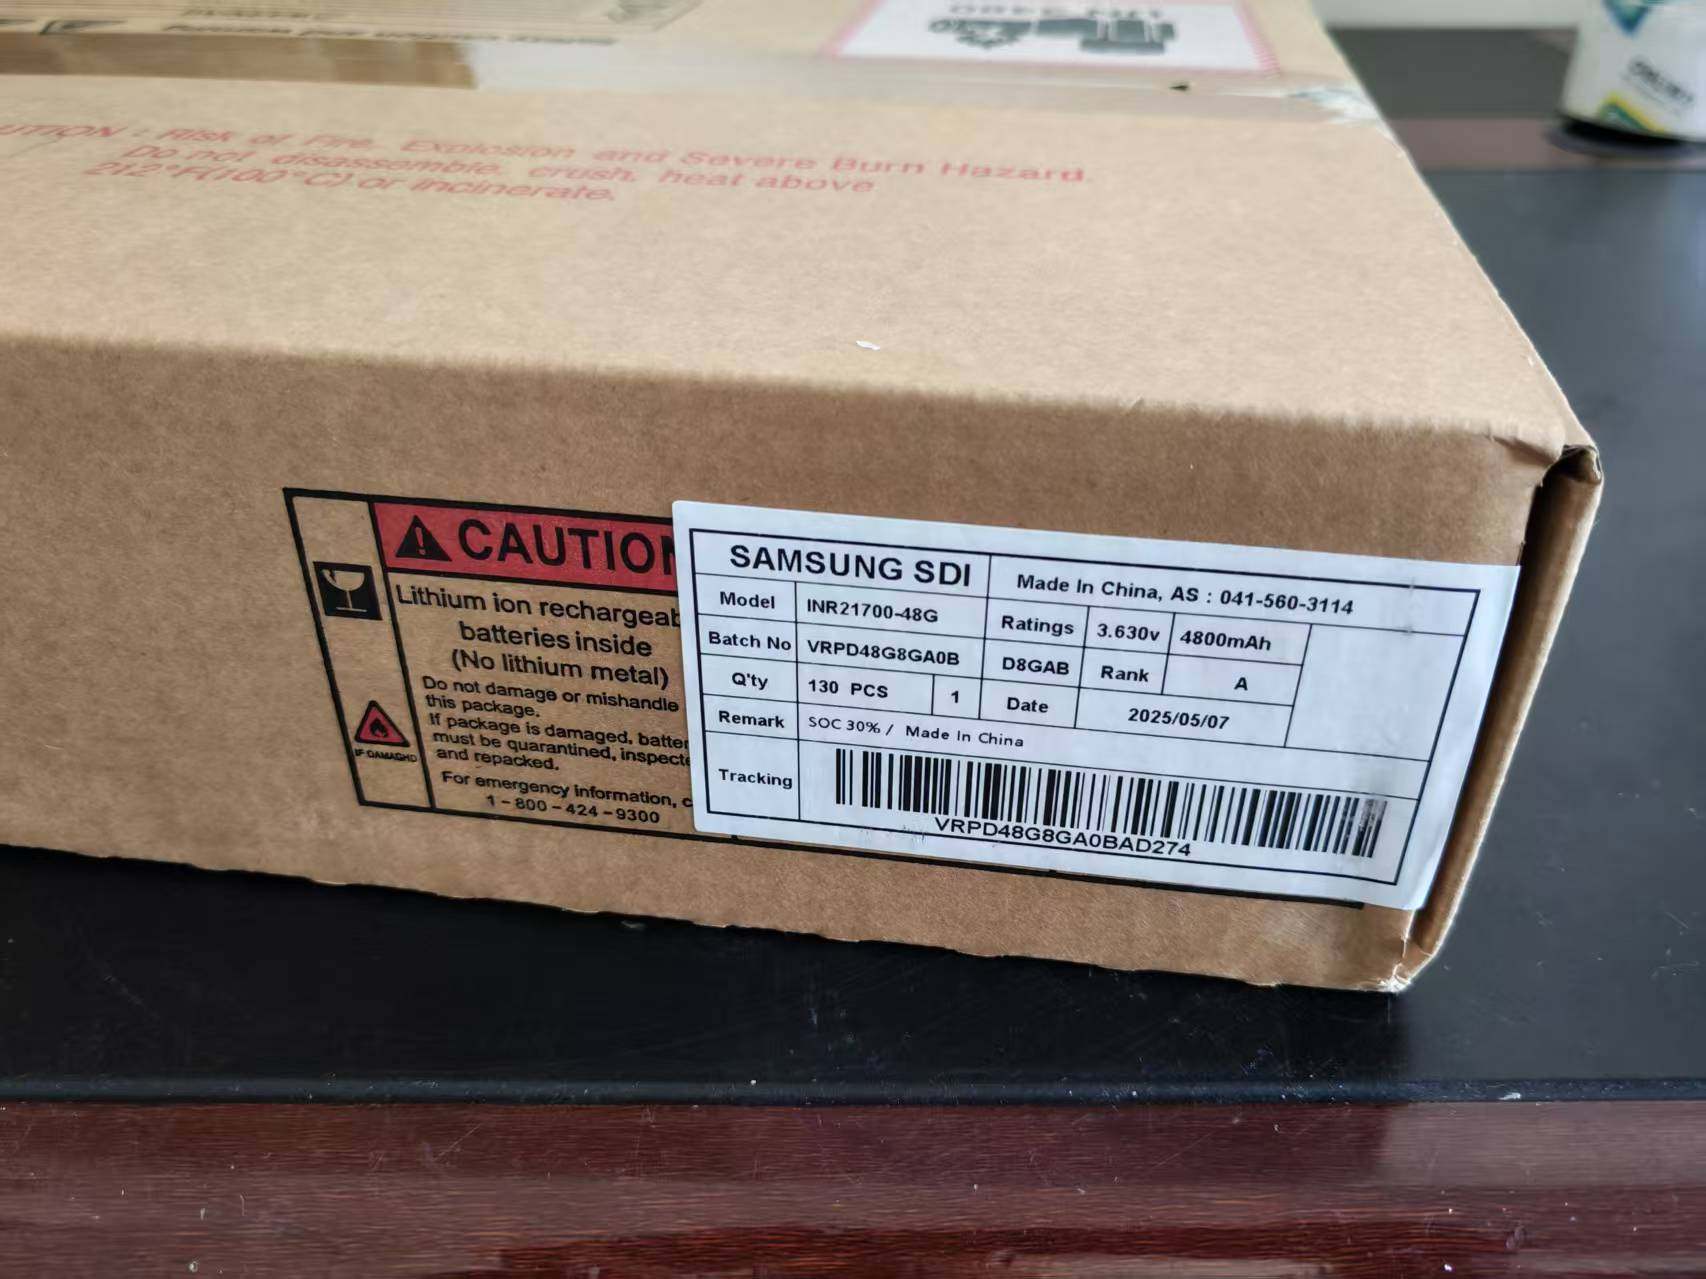 UTION : Risk of Fire, Explosion and Severe Burn Hazard.
Do not disassemble, crush, heat above
212°F(100°C) or incinerate.
CAUTION
Lithium ion rechargeab
batteries inside
(No lithium metal)
Do not damage or mishandle
this package.
If package is damaged, batter
must be quarantined, inspecte
and repacked.
For emergency information, c
1-800-424-9300
IF DAMAGHD
SAMSUNG SDI Made In China, AS : 041-560-3114
Model INR21700-48G Ratings 3.630v 4800mAh
Batch No VRPD48G8GA0B D8GAB Rank A
Q'ty 130 PCS 1 Date 2025/05/07
Remark SOC 30% / Made In China
Tracking
VRPD48G8GA0BAD274